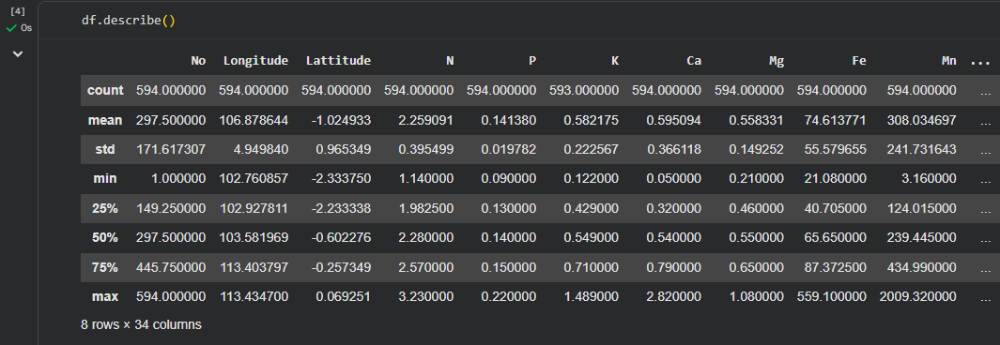 [4]
0s
df.describe()
No Longitude Lattitude N P K Ca Mg Fe Mn ...
count 594.000000 594.000000 594.000000 594.000000 594.000000 593.000000 594.000000 594.000000 594.000000 594.000000 ...
mean 297.500000 106.878644 -1.024933 2.259091 0.141380 0.582175 0.595094 0.558331 74.613771 308.034697 ...
std 171.617307 4.949840 0.965349 0.395499 0.019782 0.222567 0.366118 0.149252 55.579655 241.731643 ...
min 1.000000 102.760857 -2.333750 1.140000 0.090000 0.122000 0.050000 0.210000 21.080000 3.160000 ...
25% 149.250000 102.927811 -2.233338 1.982500 0.130000 0.429000 0.320000 0.460000 40.705000 124.015000 ...
50% 297.500000 103.581969 -0.602276 2.280000 0.140000 0.549000 0.540000 0.550000 65.650000 239.445000 ...
75% 445.750000 113.403797 -0.257349 2.570000 0.150000 0.710000 0.790000 0.650000 87.372500 434.990000 ...
max 594.000000 113.434700 0.069251 3.230000 0.220000 1.489000 2.820000 1.080000 559.100000 2009.320000 ...
8 rows × 34 columns